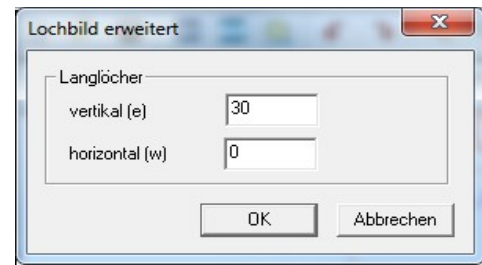 Lochbild erweitert
Langlöcher
vertikal (e) 30
horizontal (w) 0
OK Abbrechen